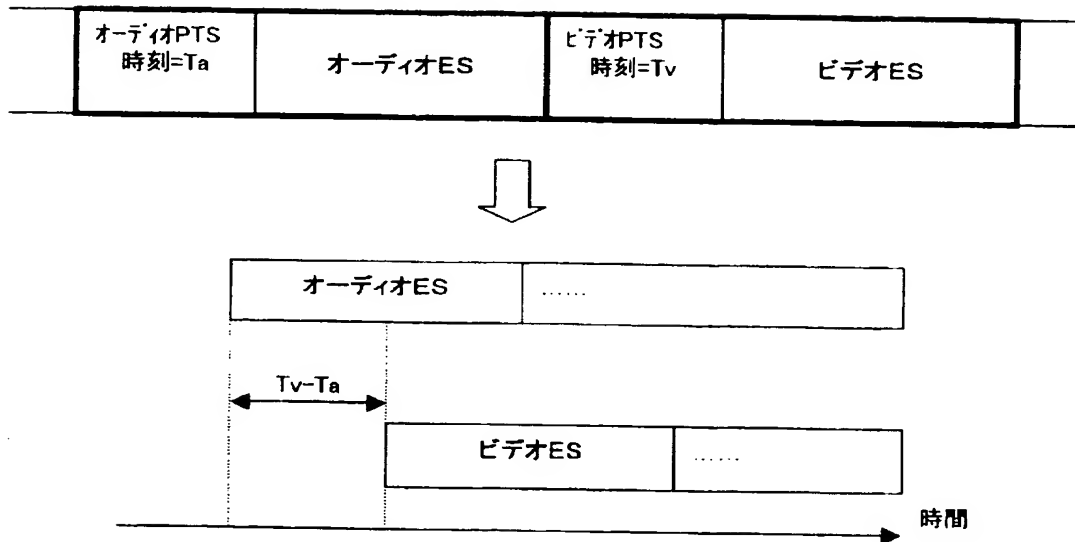 オーディオPTS
時刻=Ta
オーディオES
ビデオPTS
時刻=Tv
ビデオES
オーディオES
……
Tv-Ta
ビデオES
……
時間